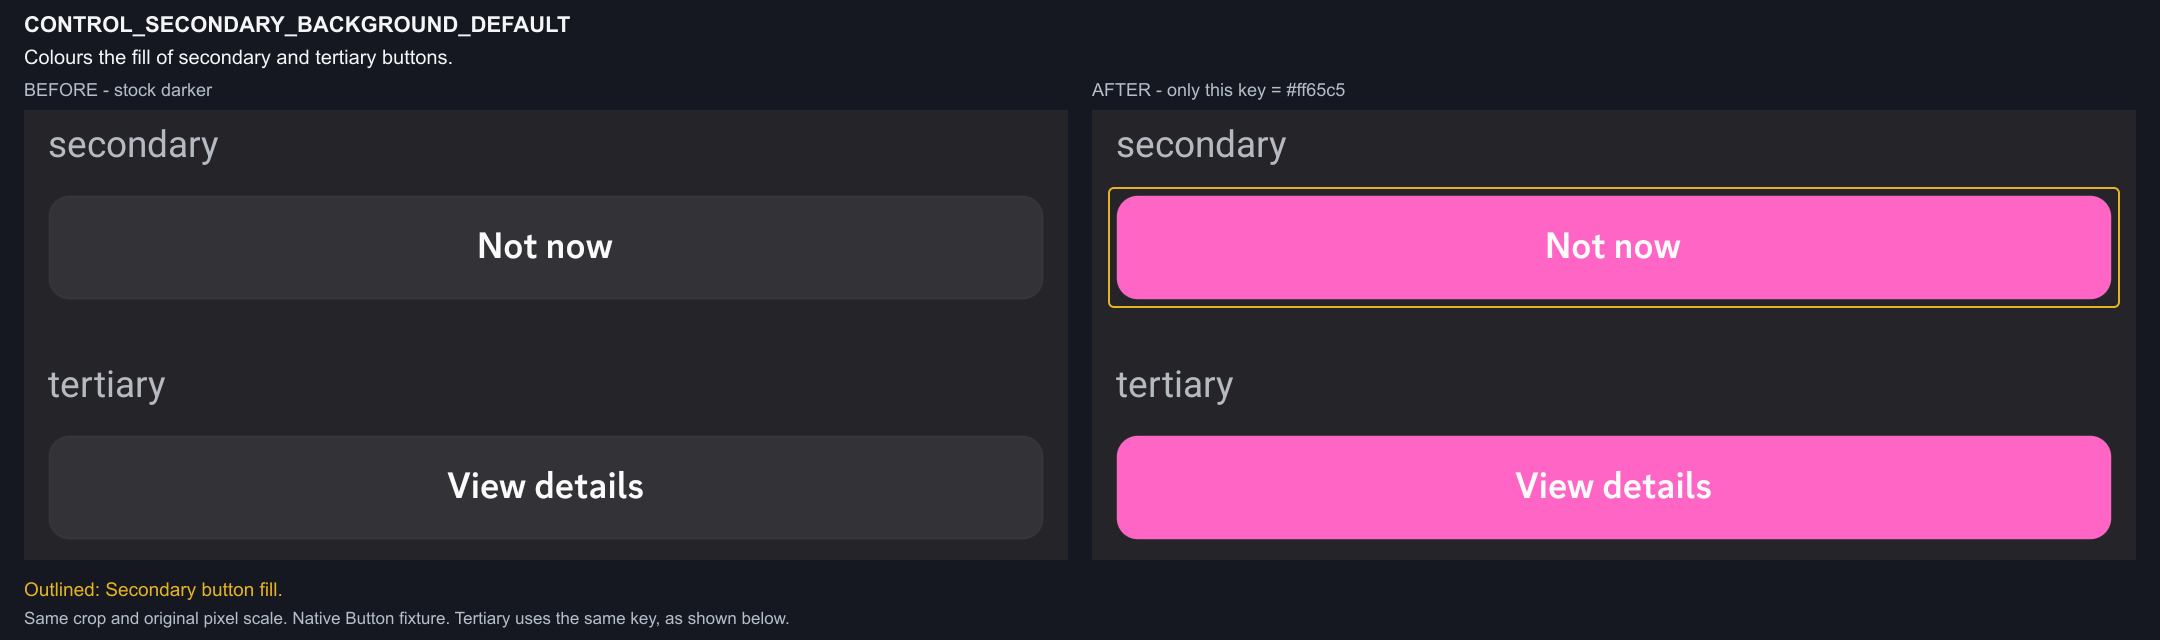 CONTROL_SECONDARY_BACKGROUND_DEFAULT
Colours the fill of secondary and tertiary buttons.
BEFORE - stock darker
secondary
Not now
tertiary
View details
AFTER - only this key = #ff65c5
secondary
Not now
tertiary
View details
Outlined: Secondary button fill.
Same crop and original pixel scale. Native Button fixture. Tertiary uses the same key, as shown below.